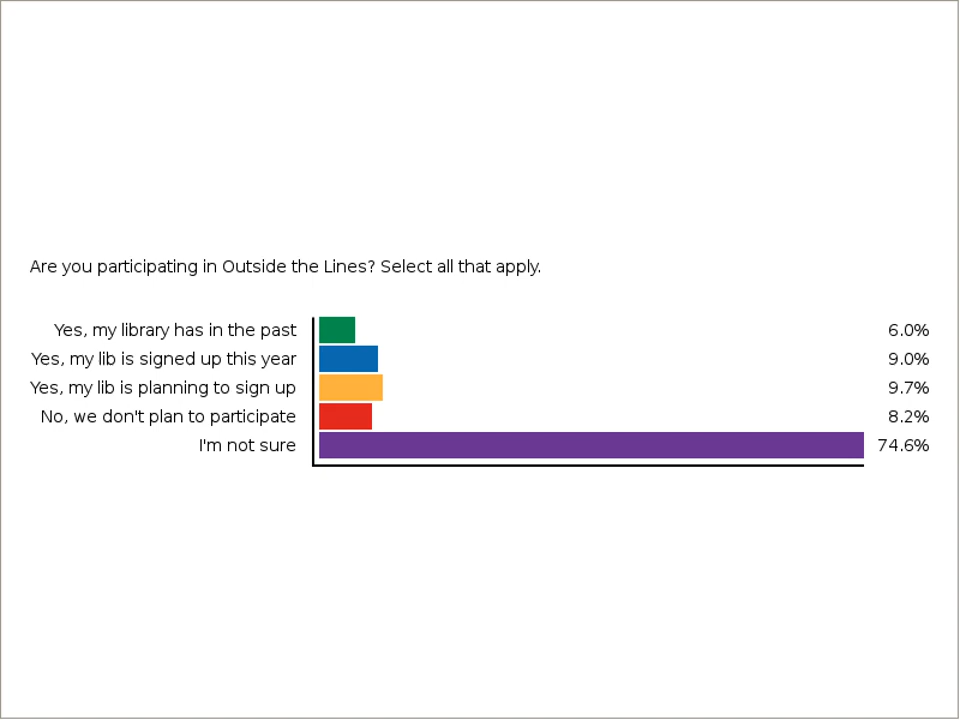 Are you participating in Outside the Lines? Select all that apply.
Yes, my library has in the past 6.0%
Yes, my lib is signed up this year 9.0%
Yes, my lib is planning to sign up 9.7%
No, we don't plan to participate 8.2%
I'm not sure 74.6%